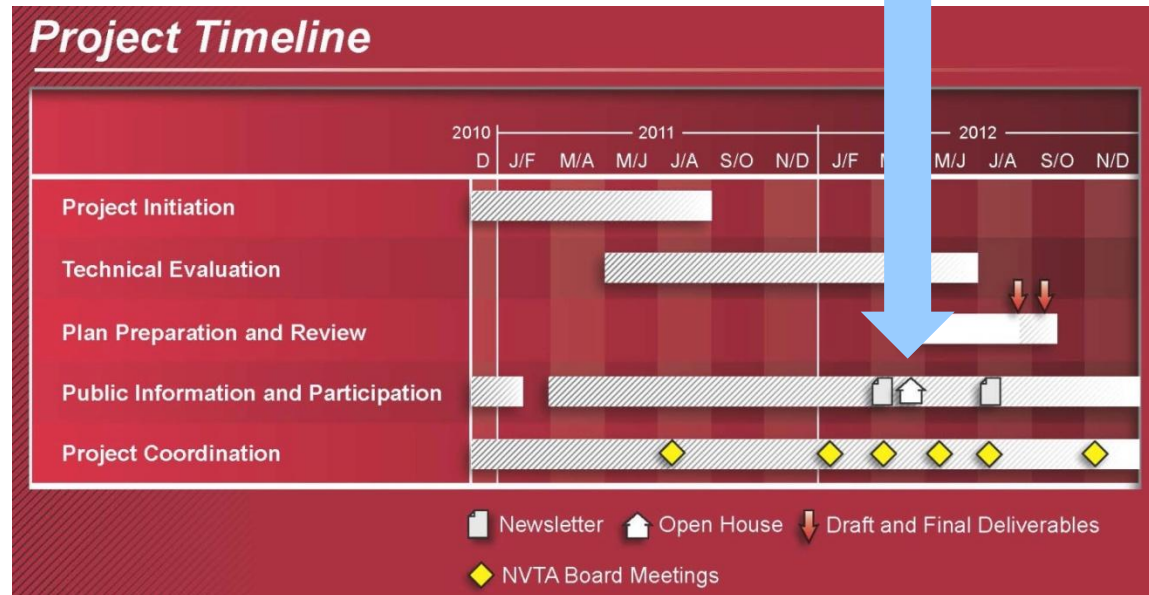 Project Timeline
2010 2011 2012
D J/F M/A M/J J/A S/O N/D J/F M/J J/A S/O N/D
Project Initiation
Technical Evaluation
Plan Preparation and Review
Public Information and Participation
Project Coordination
Newsletter Open House Draft and Final Deliverables
NVTA Board Meetings